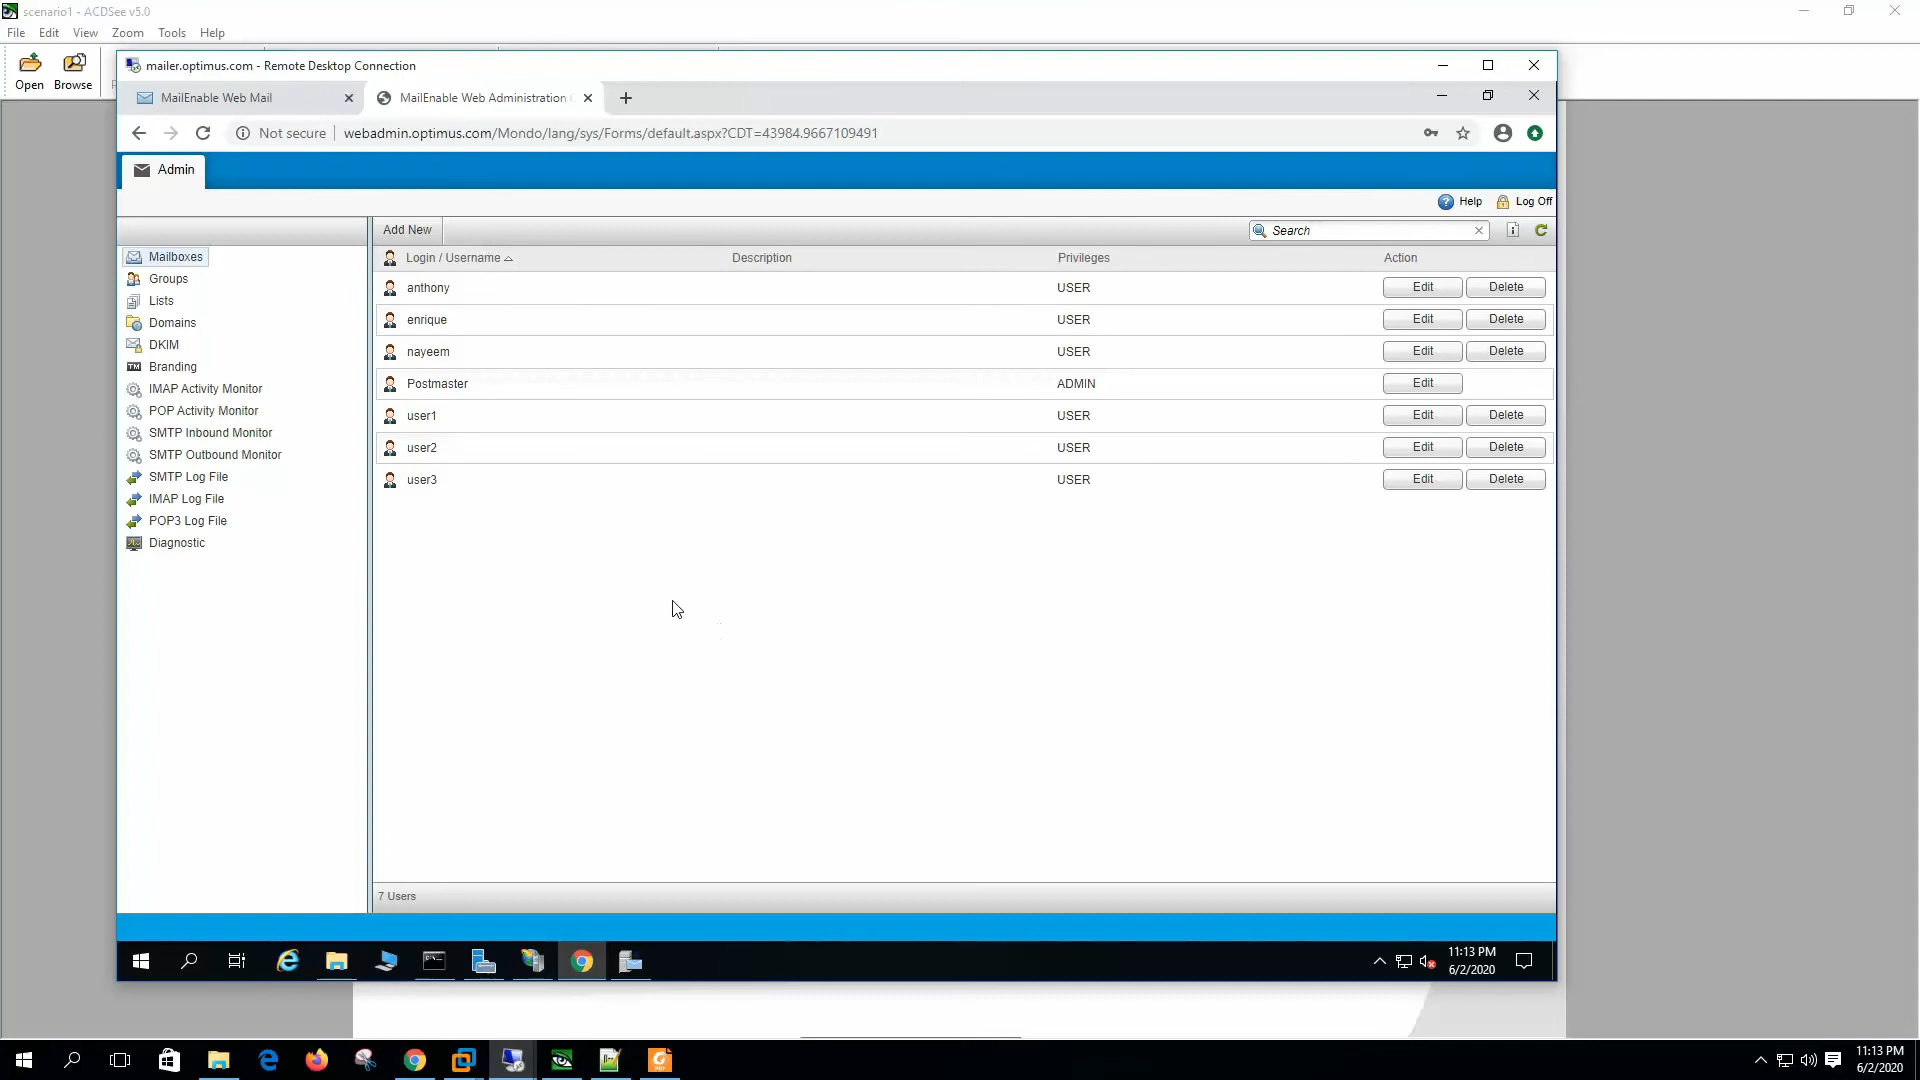 scenario1 - ACDSee v5.0
File Edit View Zoom Tools Help
Open Browse
mailer.optimus.com - Remote Desktop Connection
MailEnable Web Mail
MailEnable Web Administration
Not secure webadmin.optimus.com/Mondo/lang/sys/Forms/default.aspx?CDT=43984.9667109491
Admin
Help Log Off
Add New
Search
Login / Username Description Privileges Action
Mailboxes
Groups
Lists
Domains
DKIM
Branding
IMAP Activity Monitor
POP Activity Monitor
SMTP Inbound Monitor
SMTP Outbound Monitor
SMTP Log File
IMAP Log File
POP3 Log File
Diagnostic
anthony USER Edit Delete
enrique USER Edit Delete
nayeem USER Edit Delete
Postmaster ADMIN Edit
user1 USER Edit Delete
user2 USER Edit Delete
user3 USER Edit Delete
7 Users
11:13 PM
6/2/2020
11:13 PM
6/2/2020